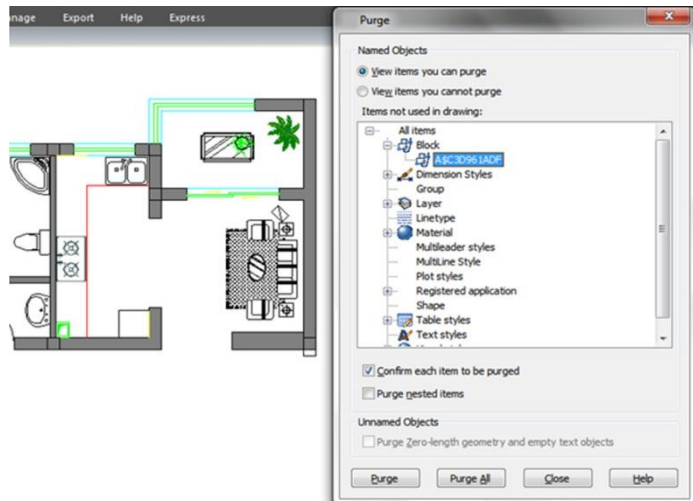 Export Help Express
Purge
Named Objects
View items you can purge
View items you cannot purge
Items not used in drawing:
All items
Block
A$C3D961ADF
Dimension Styles
Group
Layer
Linetype
Material
Multileader styles
MultiLine Style
Plot styles
Registered application
Shape
Table styles
Text styles
Confirm each item to be purged
Purge nested items
Unnamed Objects
Purge Zero-length geometry and empty text objects
Purge Purge All Close Help